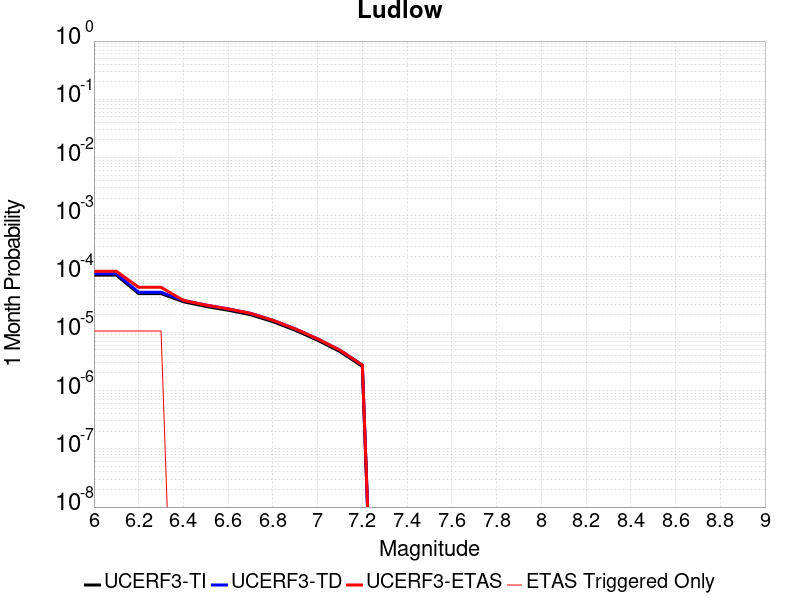 Ludlow
10^0
10^-1
10^-2
10^-3
10^-4
10^-5
10^-6
10^-7
10^-8
1 Month Probability
6 6.2 6.4 6.6 6.8 7 7.2 7.4 7.6 7.8 8 8.2 8.4 8.6 8.8 9
Magnitude
UCERF3-TI UCERF3-TD UCERF3-ETAS ETAS Triggered Only